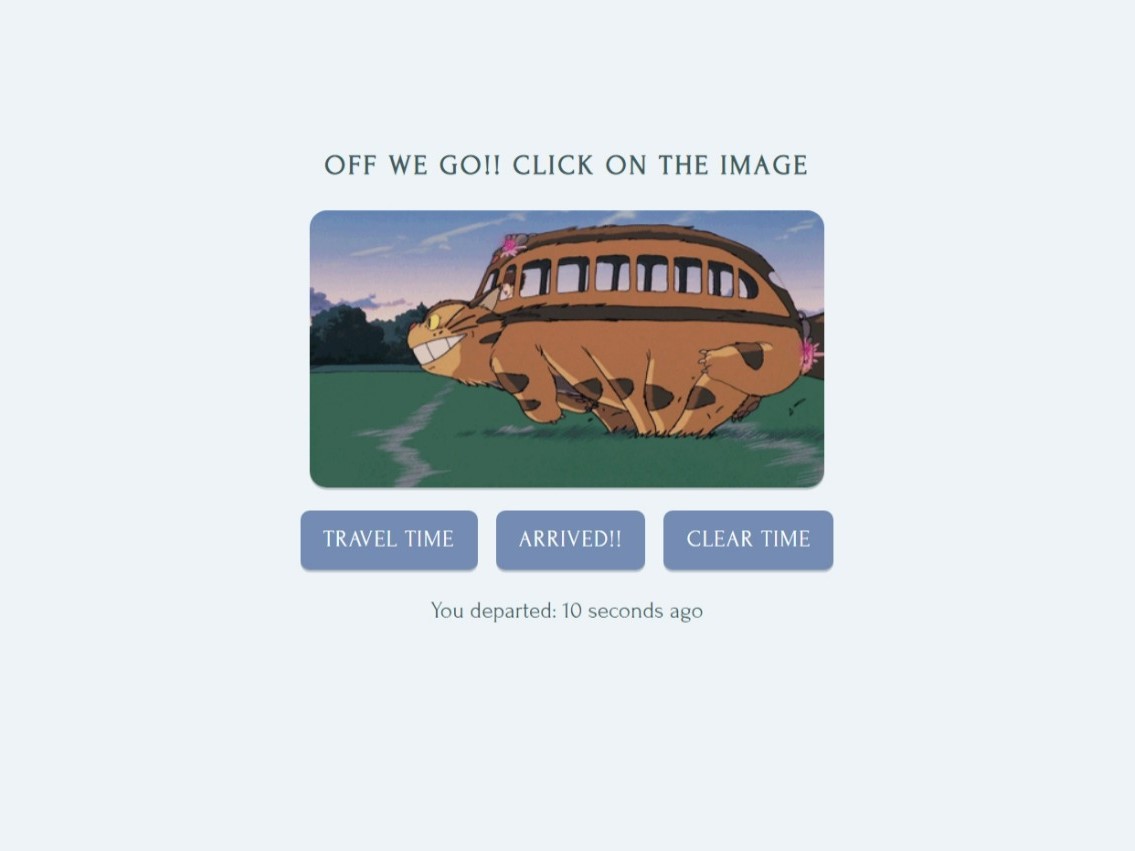 OFF WE GO!! CLICK ON THE IMAGE
TRAVEL TIME
ARRIVED!!
CLEAR TIME
You departed: 10 seconds ago